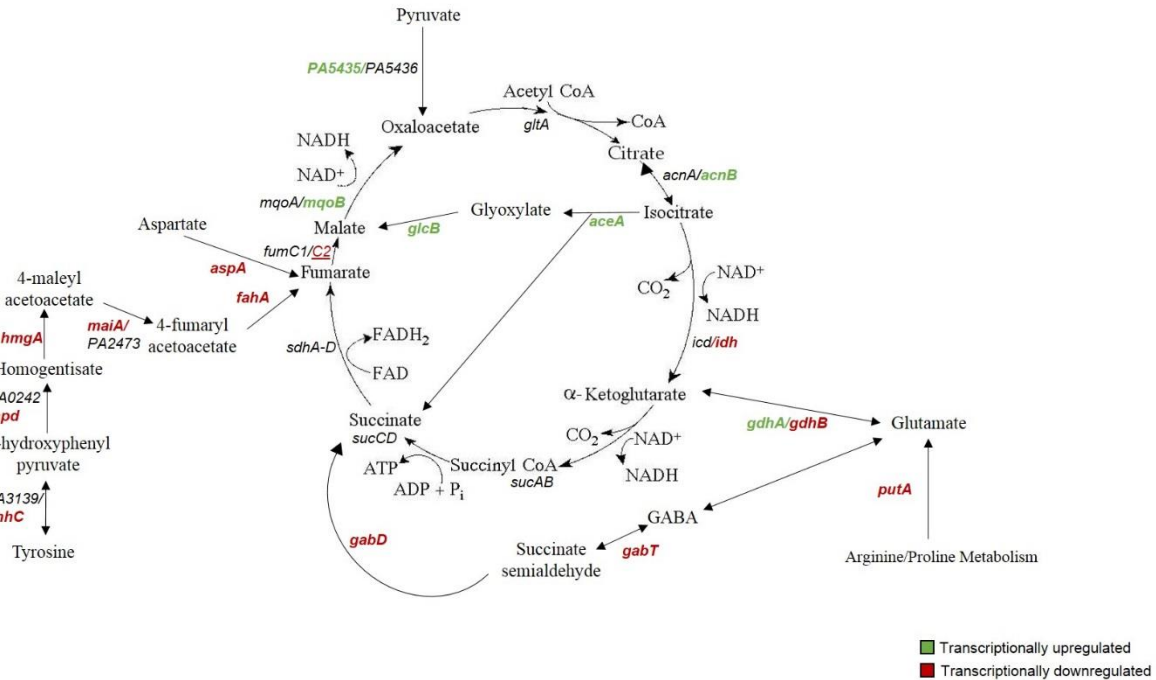 Pyruvate
PA5435/PA5436
Acetyl CoA
Oxaloacetate
gltA
CoA
NADH
Citrate
NAD+
acnA/acnB
mqoA/mqoB
Aspartate
Malate
glcB
Glyoxylate
aceA
Isocitrate
fumC1/C2
aspA
Fumarate
4-maleyl
acetoacetate
fahA
CO2
NAD+
NADH
hmgA
maiA/
PA2473
4-fumaryl
acetoacetate
sdhA-D
FADH2
FAD
icd/idh
Homogentisate
A0242
pd
α-Ketoglutarate
gdhA/gdhB
Glutamate
Succinate
sucCD
CO2
NAD+
NADH
-hydroxyphenyl
pyruvate
ATP
ADP + Pi
Succinyl CoA
sucAB
A3139/
hhC
putA
GABA
Tyrosine
gabD
Succinate
semialdehyde
gabT
Arginine/Proline Metabolism
Transcriptionally upregulated
Transcriptionally downregulated